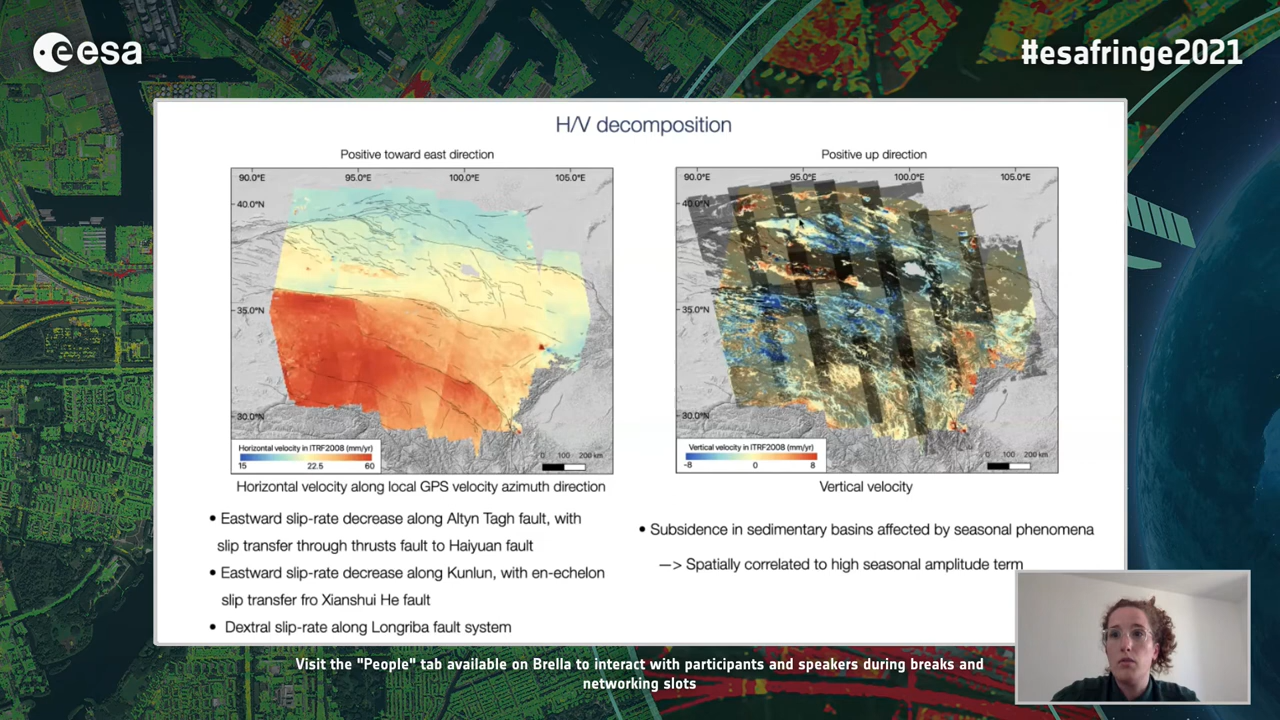 esa
#esafringe2021
H/V decomposition
Positive toward east direction
90.0°E 95.0°E 100.0°E 105.0°E
40.0°N
35.0°N
30.0°N
Horizontal velocity in ITRF2008 (mm/yr)
15 22.5 60
0 100 200 km
Horizontal velocity along local GPS velocity azimuth direction
• Eastward slip-rate decrease along Altyn Tagh fault, with
slip transfer through thrusts fault to Haiyuan fault
• Eastward slip-rate decrease along Kunlun, with en-echelon
slip transfer fro Xianshui He fault
• Dextral slip-rate along Longriba fault system
Positive up direction
90.0°E 95.0°E 100.0°E 105.0°E
40.0°N
35.0°N
30.0°N
Vertical velocity in ITRF2008 (mm/yr)
-8 0 8
0 100 200 km
Vertical velocity
• Subsidence in sedimentary basins affected by seasonal phenomena
—> Spatially correlated to high seasonal amplitude term
Visit the "People" tab available on Brella to interact with participants and speakers during breaks and
networking slots